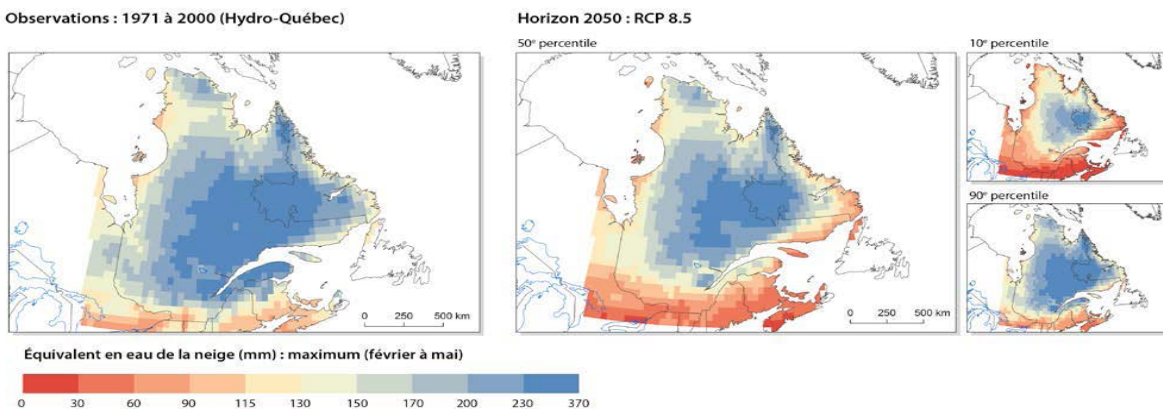 Observations : 1971 à 2000 (Hydro-Québec)
Horizon 2050 : RCP 8.5
50e percentile
10e percentile
90e percentile
0 250 500 km
0 250 500 km
Équivalent en eau de la neige (mm) : maximum (février à mai)
0 30 60 90 115 130 150 170 200 230 370